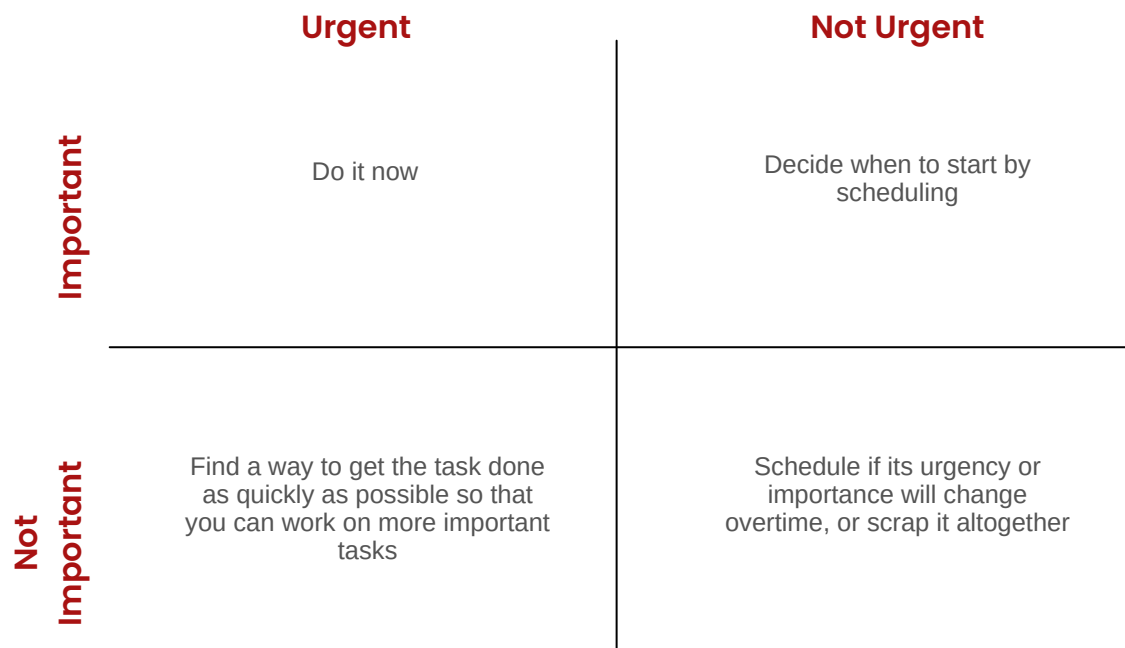 Urgent
Not Urgent
Important
Do it now
Decide when to start by
scheduling
Not
Important
Find a way to get the task done
as quickly as possible so that
you can work on more important
tasks
Schedule if its urgency or
importance will change
overtime, or scrap it altogether